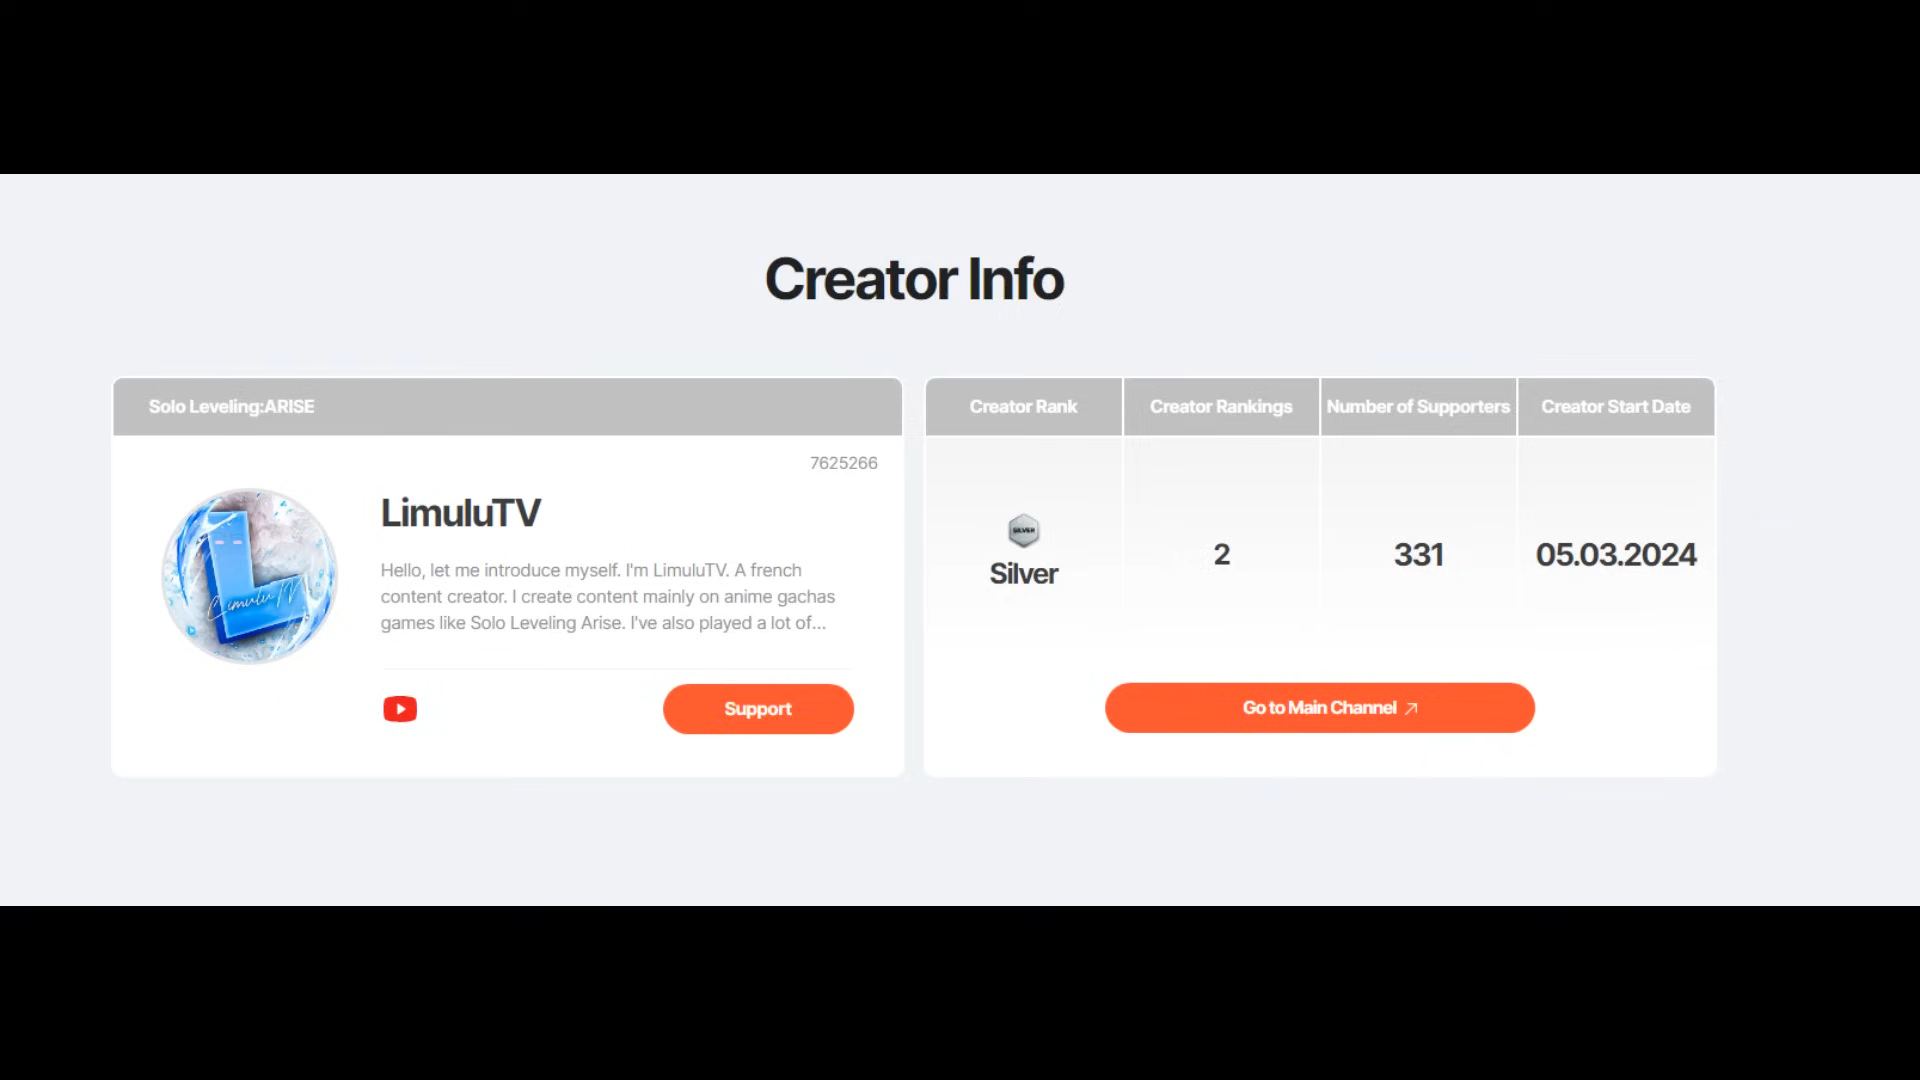 Creator Info
Solo Leveling:ARISE
7625266
LimuluTV
Hello, let me introduce myself. I'm LimuluTV. A french
content creator. I create content mainly on anime gachas
games like Solo Leveling Arise. I've also played a lot of...
LimuluTV
Support
Creator Rank
Creator Rankings
Number of Supporters
Creator Start Date
SILVER
Silver
2
331
05.03.2024
Go to Main Channel